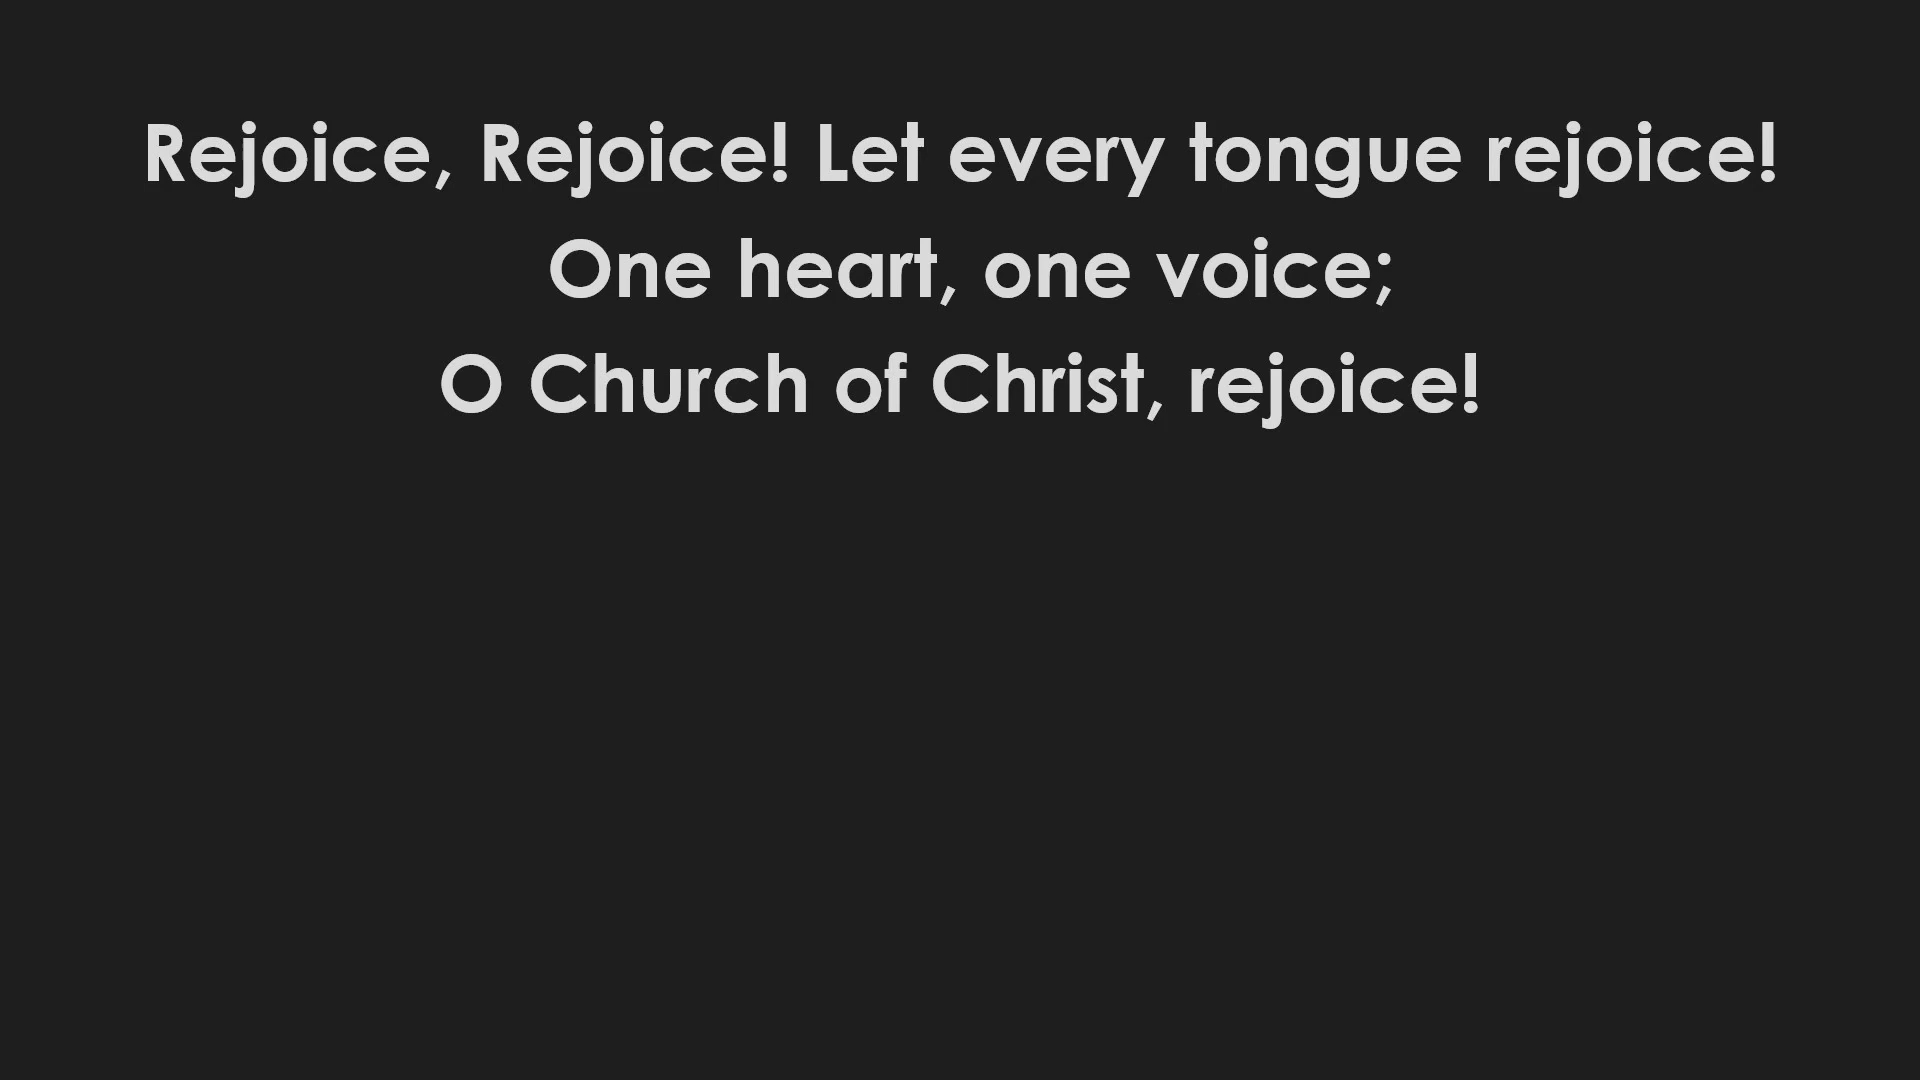 Rejoice, Rejoice! Let every tongue rejoice!
One heart, one voice;
O Church of Christ, rejoice!